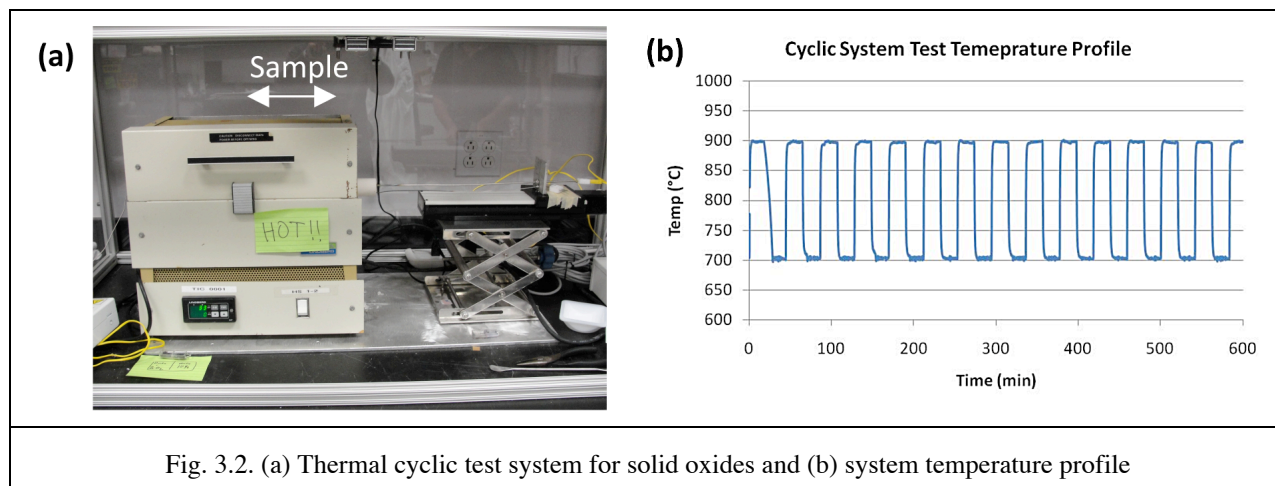 (a)
Sample
HOT!!
(b)
Cyclic System Test Temeprature Profile
1000
950
900
850
800
750
700
650
600
Temp (°C)
0 100 200 300 400 500 600
Time (min)
Fig. 3.2. (a) Thermal cyclic test system for solid oxides and (b) system temperature profile